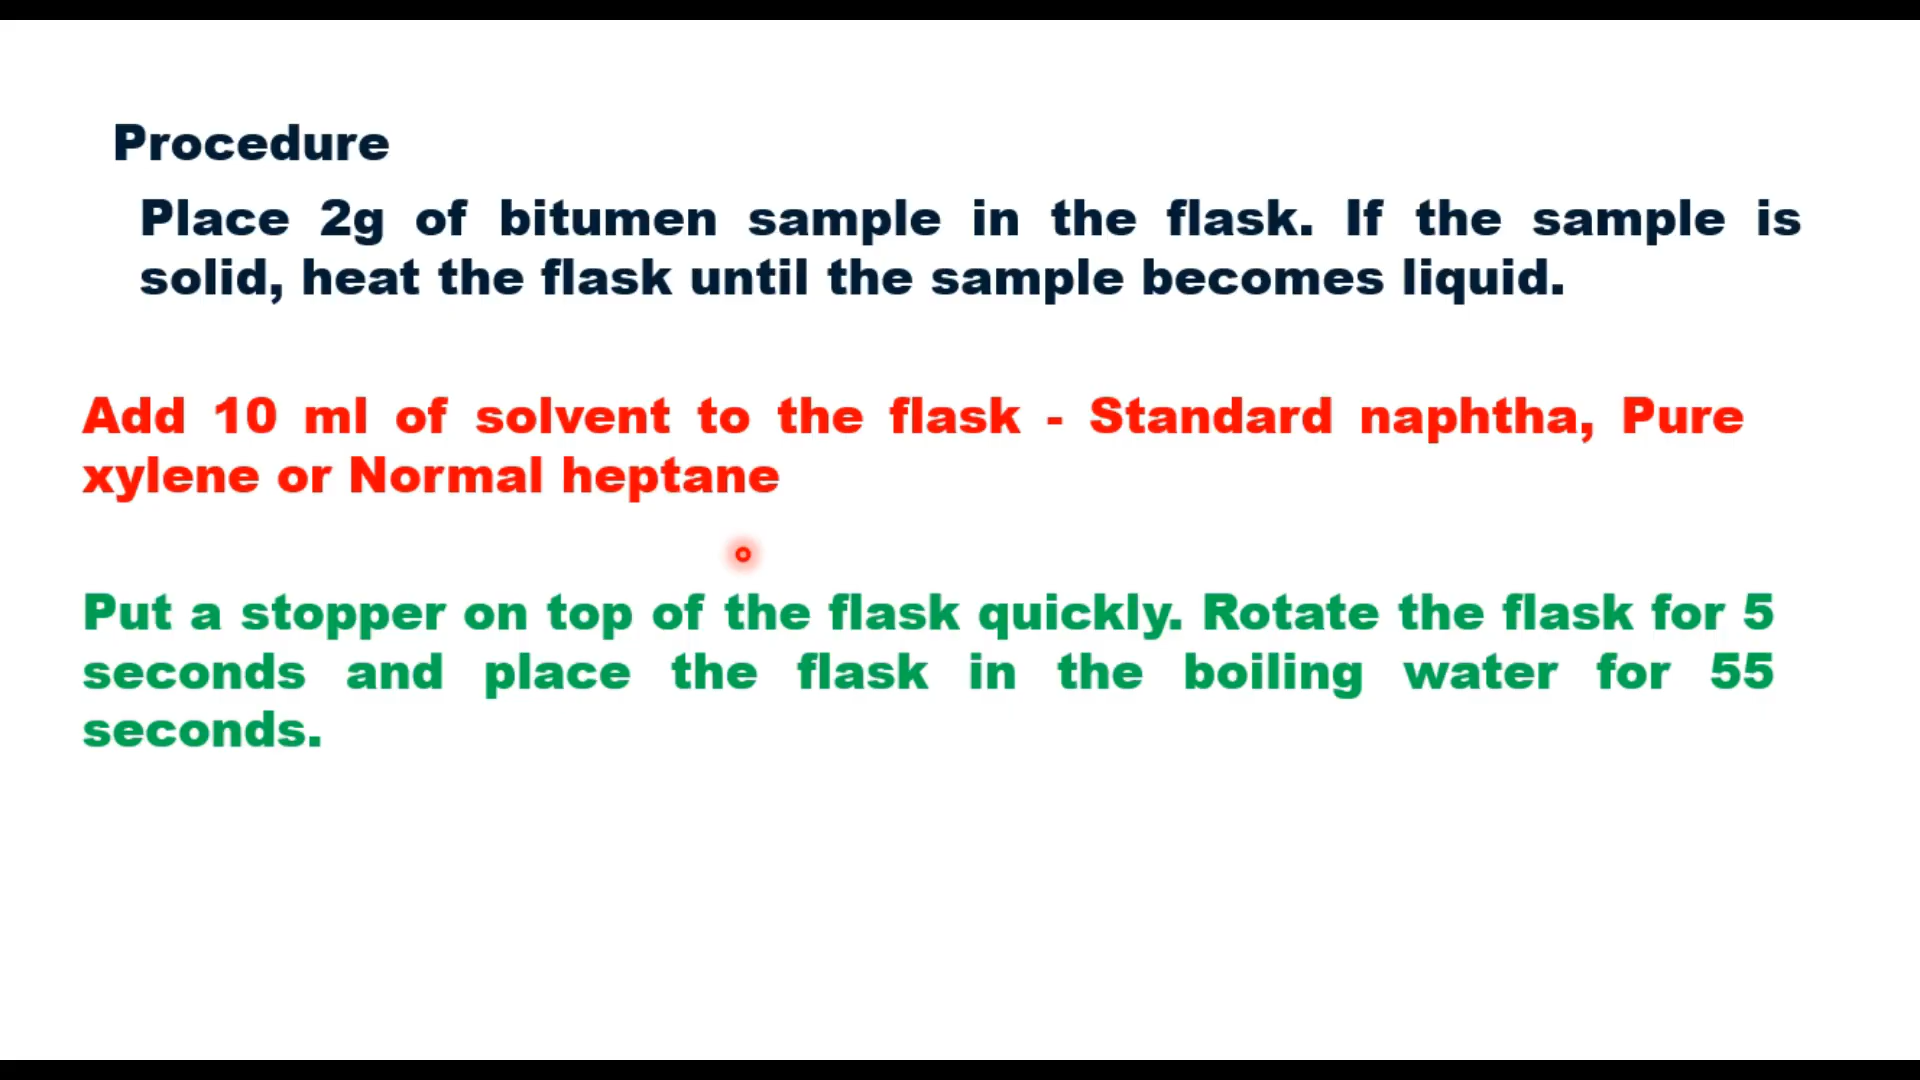 Procedure
Place 2g of bitumen sample in the flask. If the sample is
solid, heat the flask until the sample becomes liquid.
Add 10 ml of solvent to the flask - Standard naphtha, Pure
xylene or Normal heptane
Put a stopper on top of the flask quickly. Rotate the flask for 5
seconds and place the flask in the boiling water for 55
seconds.